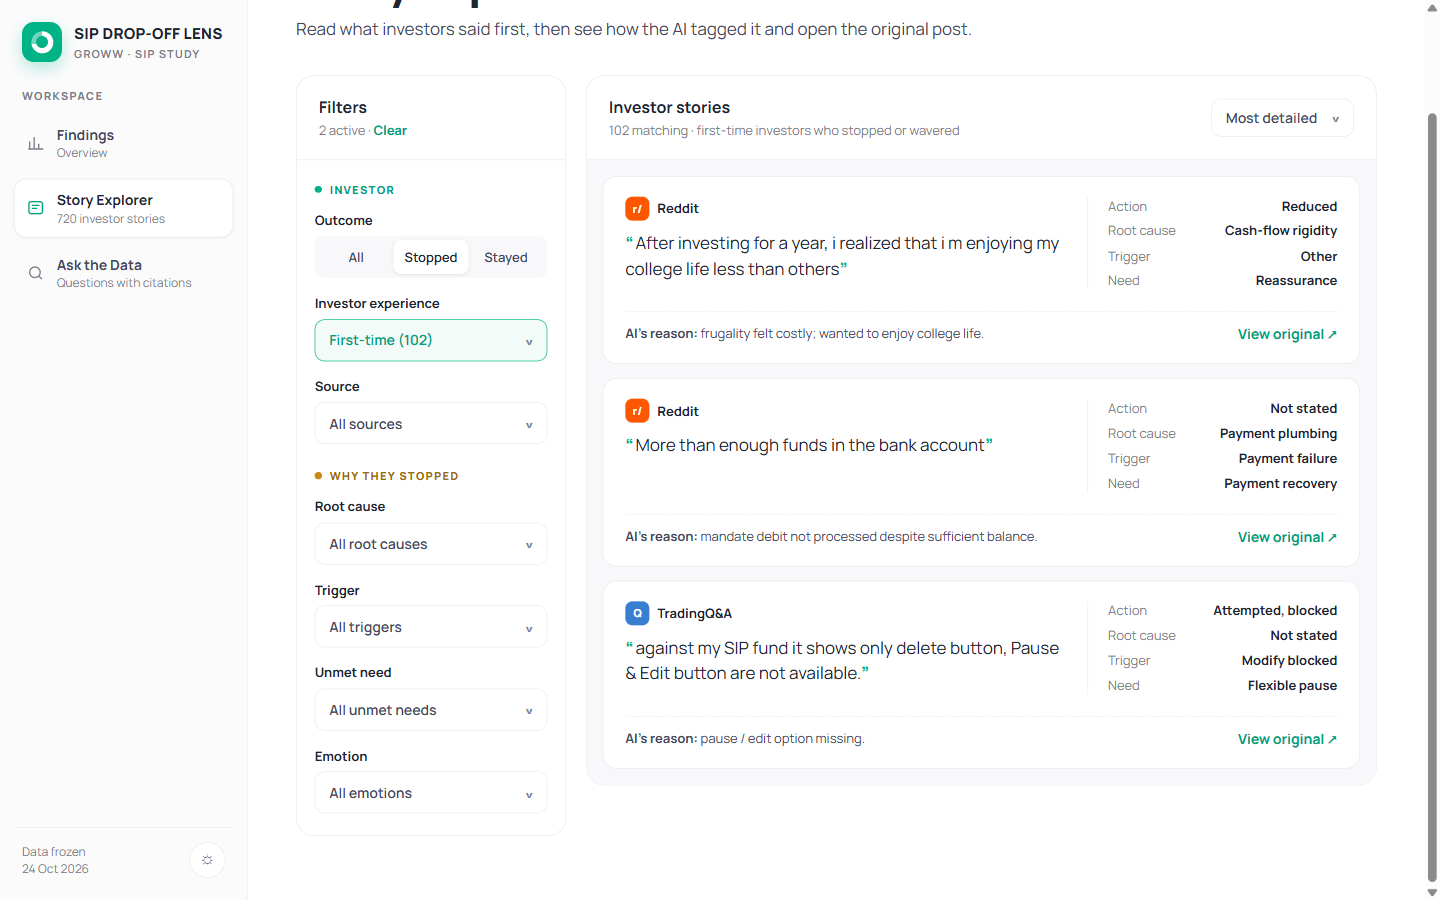 SIP DROP-OFF LENS
GROWW · SIP STUDY
WORKSPACE
Findings
Overview
Story Explorer
720 investor stories
Ask the Data
Questions with citations
Data frozen
24 Oct 2026
Read what investors said first, then see how the AI tagged it and open the original post.
Filters
2 active · Clear
INVESTOR
Outcome
All Stopped Stayed
Investor experience
First-time (102) v
Source
All sources v
WHY THEY STOPPED
Root cause
All root causes v
Trigger
All triggers v
Unmet need
All unmet needs v
Emotion
All emotions v
Investor stories
102 matching · first-time investors who stopped or wavered
Most detailed v
r/ Reddit
“After investing for a year, i realized that i m enjoying my
college life less than others”
Action Reduced
Root cause Cash-flow rigidity
Trigger Other
Need Reassurance
AI's reason: frugality felt costly; wanted to enjoy college life.
View original ↗
r/ Reddit
“More than enough funds in the bank account”
Action Not stated
Root cause Payment plumbing
Trigger Payment failure
Need Payment recovery
AI's reason: mandate debit not processed despite sufficient balance.
View original ↗
Q TradingQ&A
“against my SIP fund it shows only delete button, Pause
& Edit button are not available.”
Action Attempted, blocked
Root cause Not stated
Trigger Modify blocked
Need Flexible pause
AI's reason: pause / edit option missing.
View original ↗